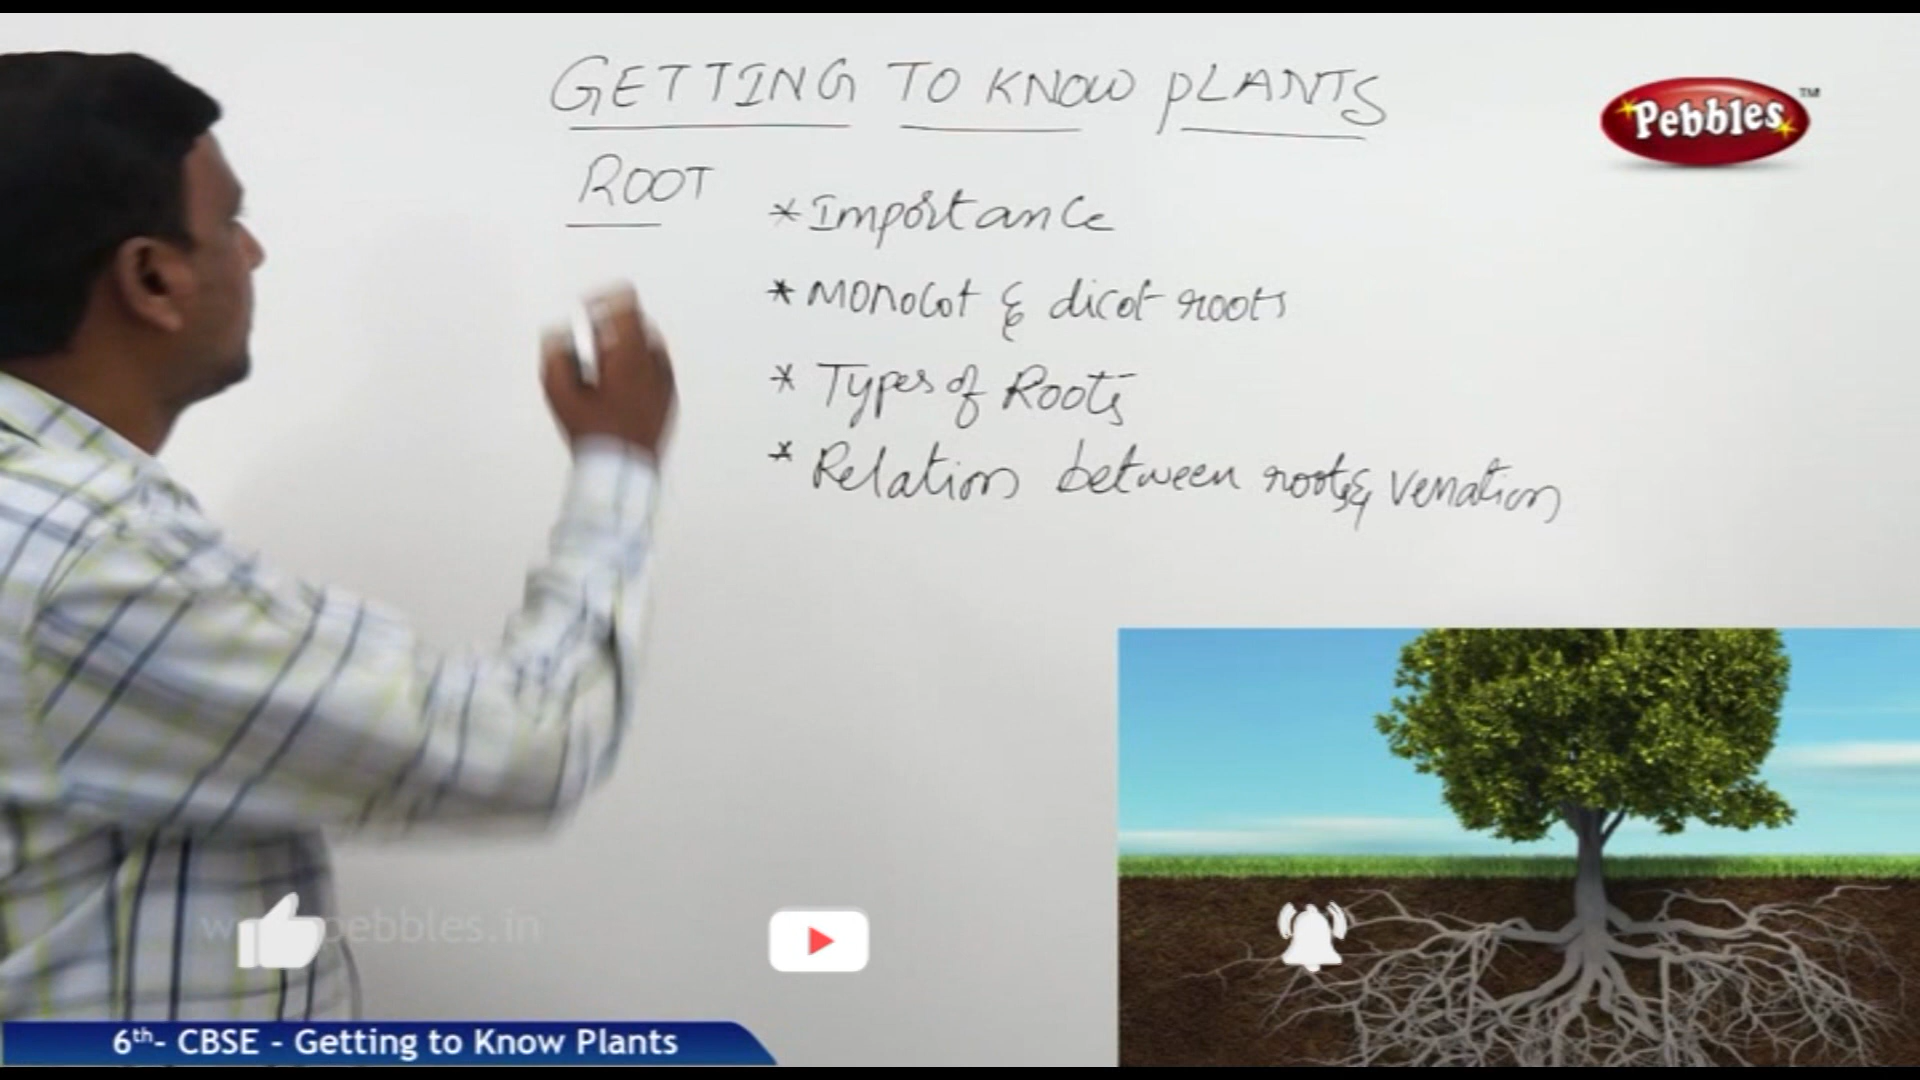 GETTING TO KNOW PLANTS
Pebbles TM
ROOT
* Importance
* Monocot & dicot roots
* Types of Roots
* Relation between roots & venation
pebbles.in
6th- CBSE - Getting to Know Plants